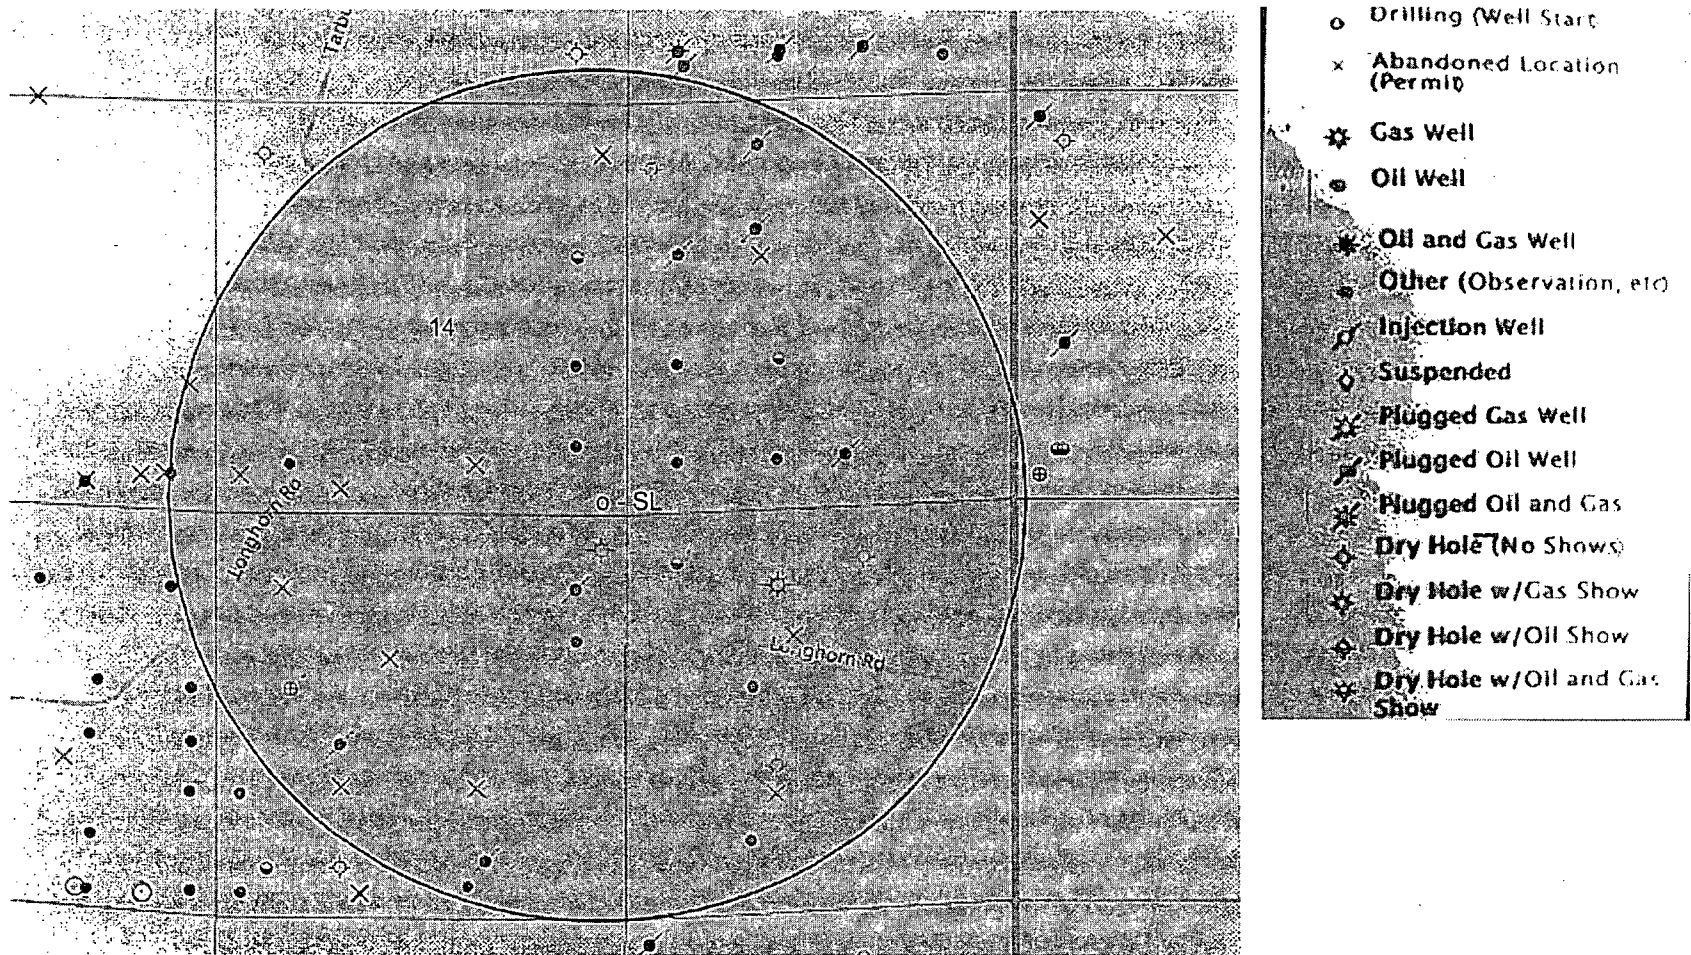 14
Longhorn Rd
o - SL
Longhorn Rd
Drilling (Well Start
Abandoned Location
(Permit)
Gas Well
Oil Well
Oil and Gas Well
Other (Observation, etc)
Injection Well
Suspended
Plugged Gas Well
Plugged Oil Well
Plugged Oil and Gas
Dry Hole (No Shows)
Dry Hole w/Gas Show
Dry Hole w/Oil Show
Dry Hole w/Oil and Gas
Show